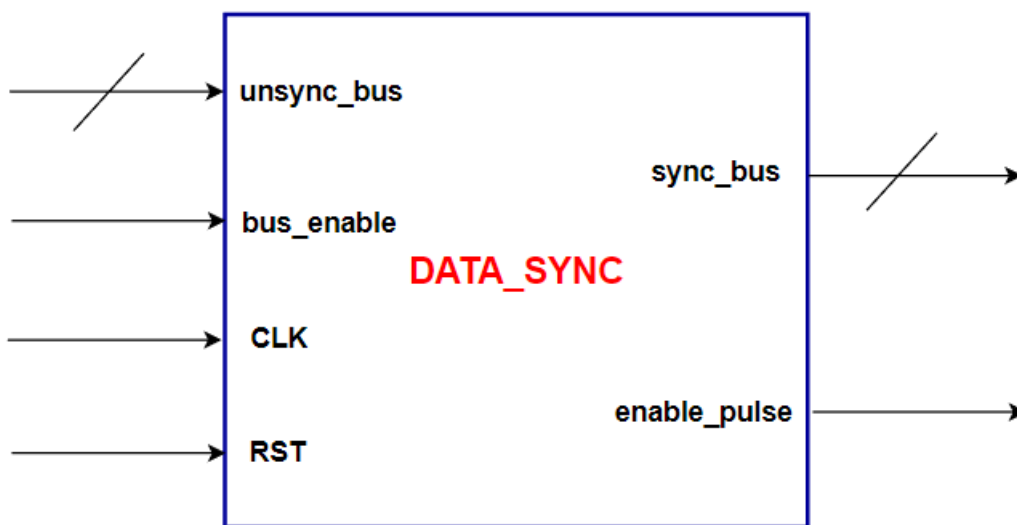 unsync_bus
sync_bus
bus_enable
DATA_SYNC
CLK
enable_pulse
RST